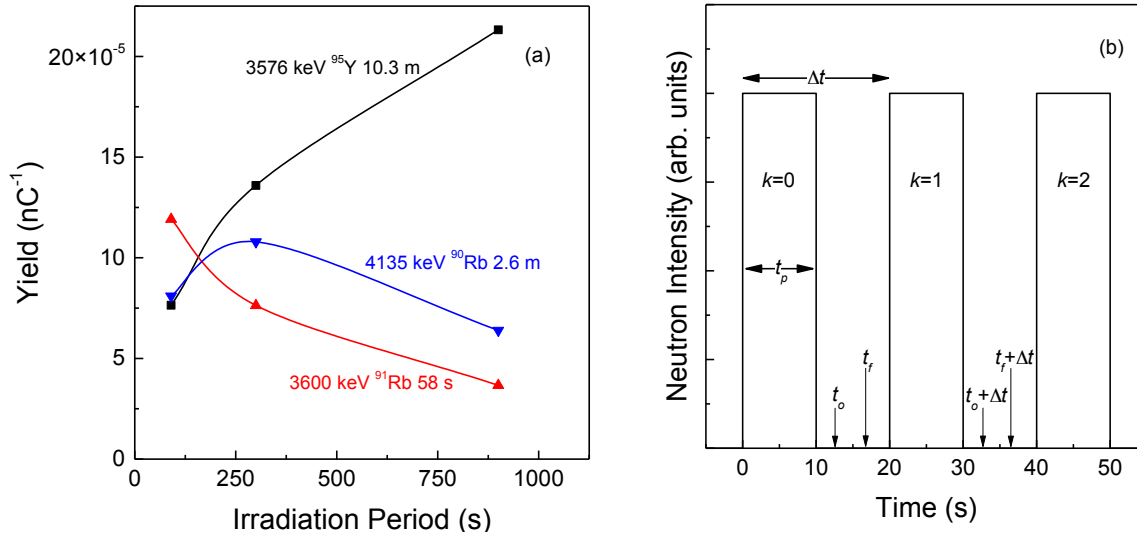 (a)
20×10⁻⁵
15
10
5
0
0 250 500 750 1000
Yield (nC⁻¹)
Irradiation Period (s)
3576 keV ⁹⁵Y 10.3 m
4135 keV ⁹⁰Rb 2.6 m
3600 keV ⁹¹Rb 58 s
(b)
Δt
k=0 k=1 k=2
tₚ
t_f t_f+Δt
t_o t_o+Δt
0 10 20 30 40 50
Neutron Intensity (arb. units)
Time (s)